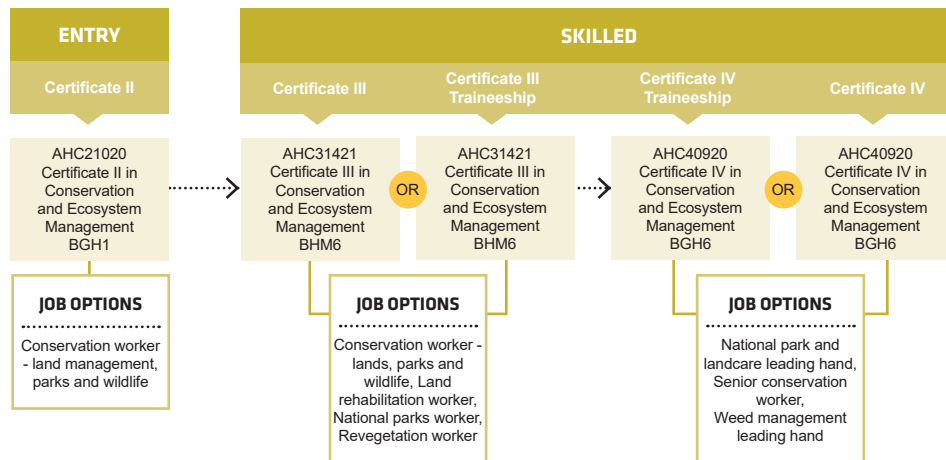 ENTRY
SKILLED
Certificate II
Certificate III
Certificate III
Traineeship
Certificate IV
Traineeship
Certificate IV
AHC21020
Certificate II in
Conservation
and Ecosystem
Management
BGH1
AHC31421
Certificate III in
Conservation
and Ecosystem
Management
BHM6
OR
AHC31421
Certificate III in
Conservation
and Ecosystem
Management
BHM6
AHC40920
Certificate IV in
Conservation
and Ecosystem
Management
BGH6
OR
AHC40920
Certificate IV in
Conservation
and Ecosystem
Management
BGH6
JOB OPTIONS
Conservation worker
- land management,
parks and wildlife
JOB OPTIONS
Conservation worker -
lands, parks and
wildlife, Land
rehabilitation worker,
National parks worker,
Revegetation worker
JOB OPTIONS
National park and
landcare leading hand,
Senior conservation
worker,
Weed management
leading hand